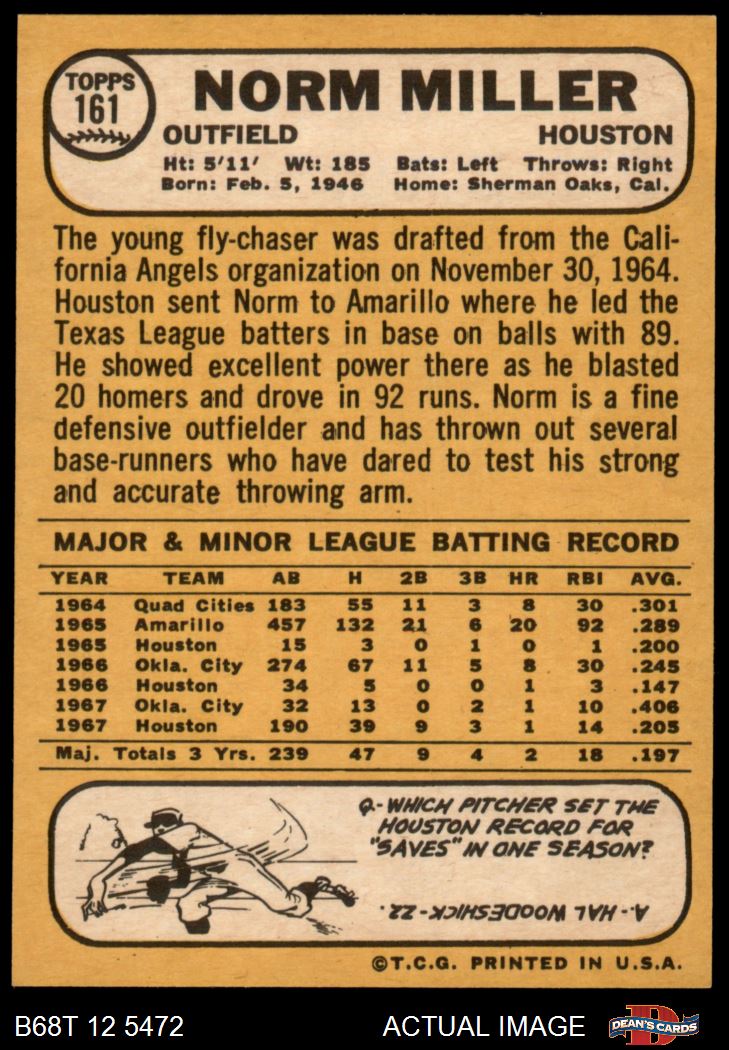 TOPPS
161
NORM MILLER
OUTFIELD HOUSTON
Ht: 5'11' Wt: 185 Bats: Left Throws: Right
Born: Feb. 5, 1946 Home: Sherman Oaks, Cal.
The young fly-chaser was drafted from the Cali-
fornia Angels organization on November 30, 1964.
Houston sent Norm to Amarillo where he led the
Texas League batters in base on balls with 89.
He showed excellent power there as he blasted
20 homers and drove in 92 runs. Norm is a fine
defensive outfielder and has thrown out several
base-runners who have dared to test his strong
and accurate throwing arm.
MAJOR & MINOR LEAGUE BATTING RECORD
YEAR TEAM AB H 2B 3B HR RBI AVG.
1964 Quad Cities 183 55 11 3 8 30 .301
1965 Amarillo 457 132 21 6 20 92 .289
1965 Houston 15 3 0 1 0 1 .200
1966 Okla. City 274 67 11 5 8 30 .245
1966 Houston 34 5 0 0 1 3 .147
1967 Okla. City 32 13 0 2 1 10 .406
1967 Houston 190 39 9 3 1 14 .205
Maj. Totals 3 Yrs. 239 47 9 4 2 18 .197
Q.- WHICH PITCHER SET THE
HOUSTON RECORD FOR
"SAVES" IN ONE SEASON?
A.- HAL WOODESHICK - 22.
©T.C.G. PRINTED IN U.S.A.
B68T 12 5472 ACTUAL IMAGE DEAN'S CARDS